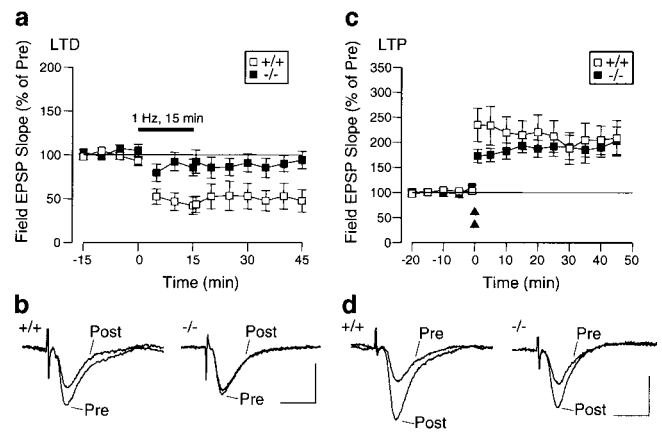 a
LTD
+/+
-/-
1 Hz, 15 min
Field EPSP Slope (% of Pre)
200
150
100
50
0
-15
0
15
30
45
Time (min)
c
LTP
+/+
-/-
Field EPSP Slope (% of Pre)
350
300
250
200
150
100
50
0
-20
-10
0
10
20
30
40
50
Time (min)
b
+/+
Post
Pre
-/-
Post
Pre
d
+/+
Pre
Post
-/-
Pre
Post